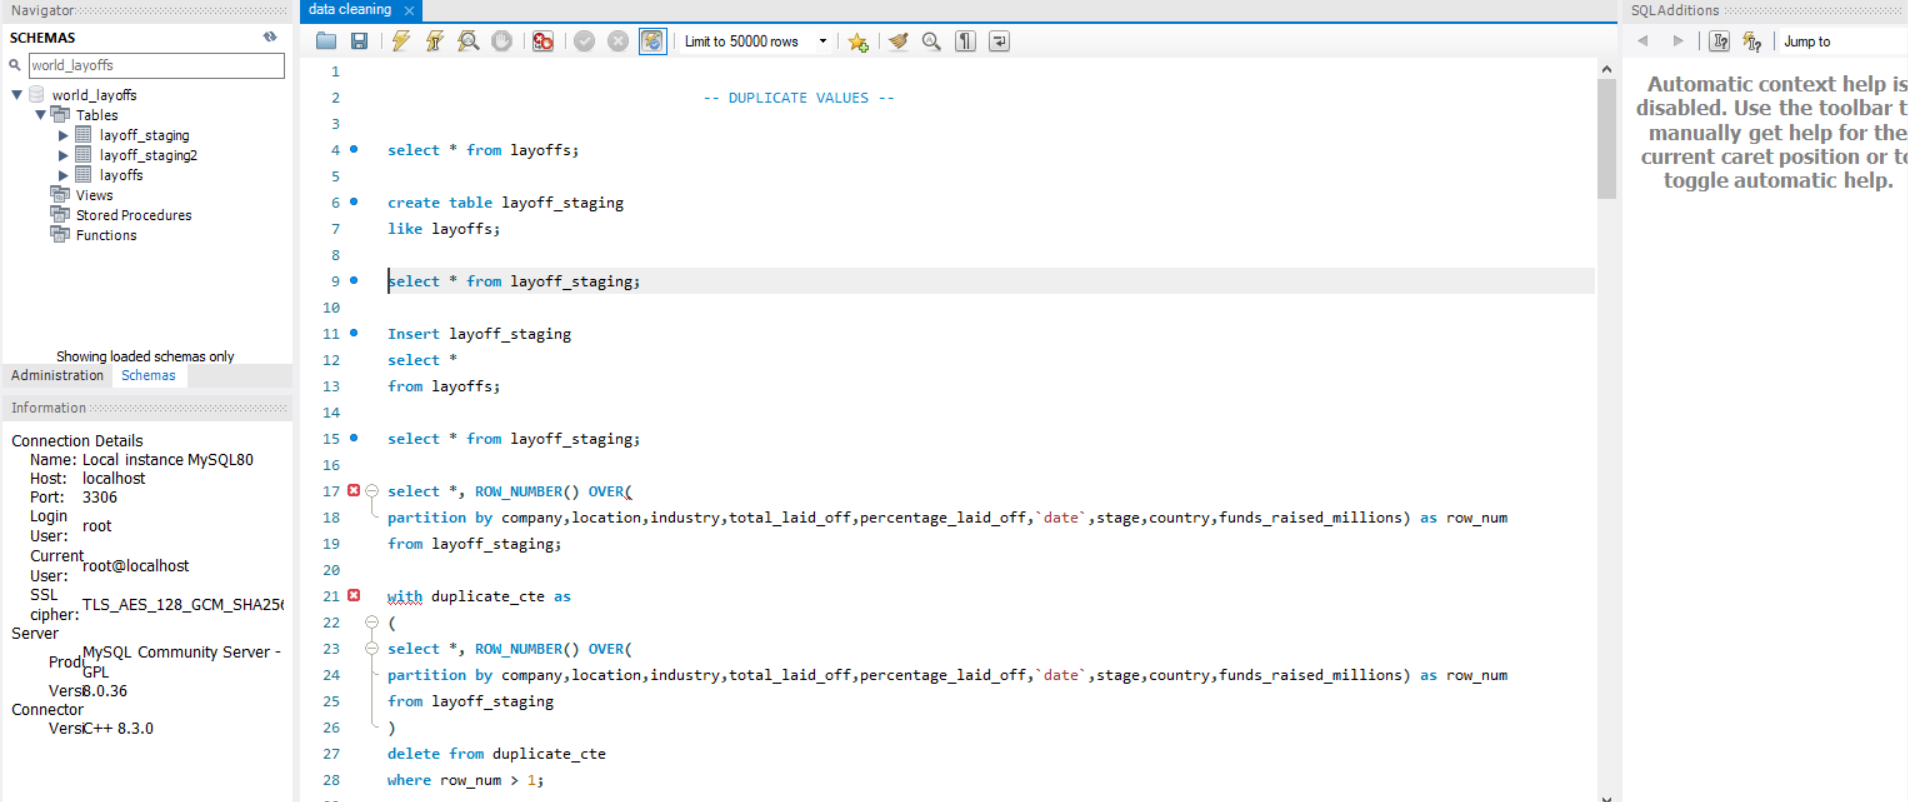 Navigator
SCHEMAS
world_layoffs
world_layoffs
Tables
layoff_staging
layoff_staging2
layoffs
Views
Stored Procedures
Functions
Showing loaded schemas only
Administration Schemas
Information
Connection Details
Name: Local instance MySQL80
Host: localhost
Port: 3306
Login User: root
Current User: root@localhost
SSL cipher: TLS_AES_128_GCM_SHA256
Server
Prod MySQL Community Server - GPL
Versi 8.0.36
Connector
Versi C++ 8.3.0
data cleaning
Limit to 50000 rows
1
2 -- DUPLICATE VALUES --
3
4 select * from layoffs;
5
6 create table layoff_staging
7 like layoffs;
8
9 select * from layoff_staging;
10
11 Insert layoff_staging
12 select *
13 from layoffs;
14
15 select * from layoff_staging;
16
17 select *, ROW_NUMBER() OVER(
18 partition by company,location,industry,total_laid_off,percentage_laid_off,`date`,stage,country,funds_raised_millions) as row_num
19 from layoff_staging;
20
21 with duplicate_cte as
22 (
23 select *, ROW_NUMBER() OVER(
24 partition by company,location,industry,total_laid_off,percentage_laid_off,`date`,stage,country,funds_raised_millions) as row_num
25 from layoff_staging
26 )
27 delete from duplicate_cte
28 where row_num > 1;
SQLAdditions
Jump to
Automatic context help is
disabled. Use the toolbar t
manually get help for the
current caret position or to
toggle automatic help.